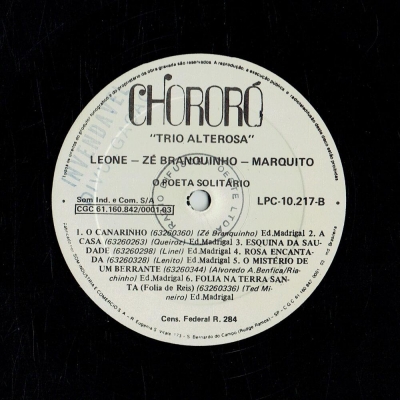 CHORORÓ
"TRIO ALTEROSA"
LEONE – ZÉ BRANQUINHO – MARQUITO
O POETA SOLITÁRIO
Som Ind. e Com. S/A
CGC 61.160.842/0001-03
LPC-10.217-B
1. O CANARINHO (63260360) (Zé Branquinho) Ed.Madrigal 2. A
CASA (63260263) (Queiroz) Ed.Madrigal 3. ESQUINA DA SAU-
DADE (63260298) (Linel) Ed.Madrigal 4. ROSA ENCANTA-
DA (63260328) (Lenito) Ed.Madrigal 5. O MISTÉRIO DE
UM BERRANTE (63260344) (Alvoredo A.Benfica/Ria-
chinho) Ed.Madrigal 6. FOLIA NA TERRA SAN-
TA (Folia de Reis) (63260336) (Ted Mi-
neiro) Ed.Madrigal
Cens. Federal R. 284